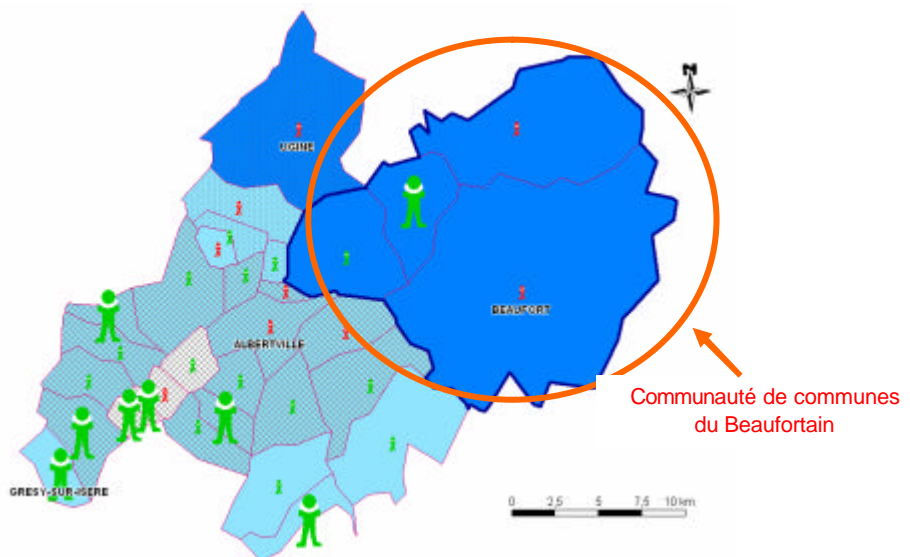 N
UGINE
BEAUFORT
ALBERTVILLE
Communauté de communes
du Beaufortain
GRESY-SUR-ISERE
0 2,5 5 7,5 10 km